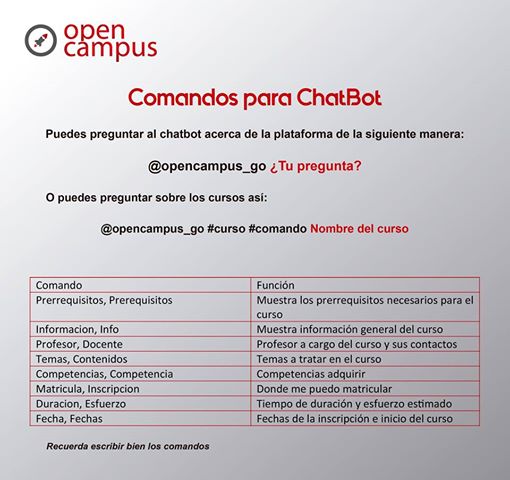 open
campus
Comandos para ChatBot
Puedes preguntar al chatbot acerca de la plataforma de la siguiente manera:
@opencampus_go ¿Tu pregunta?
O puedes preguntar sobre los cursos así:
@opencampus_go #curso #comando Nombre del curso
Comando Función
Prerrequisitos, Prerequisitos Muestra los prerrequisitos necesarios para el
curso
Informacion, Info Muestra información general del curso
Profesor, Docente Profesor a cargo del curso y sus contactos
Temas, Contenidos Temas a tratar en el curso
Competencias, Competencia Competencias adquirir
Matricula, Inscripcion Donde me puedo matricular
Duracion, Esfuerzo Tiempo de duración y esfuerzo estimado
Fecha, Fechas Fechas de la inscripción e inicio del curso
Recuerda escribir bien los comandos